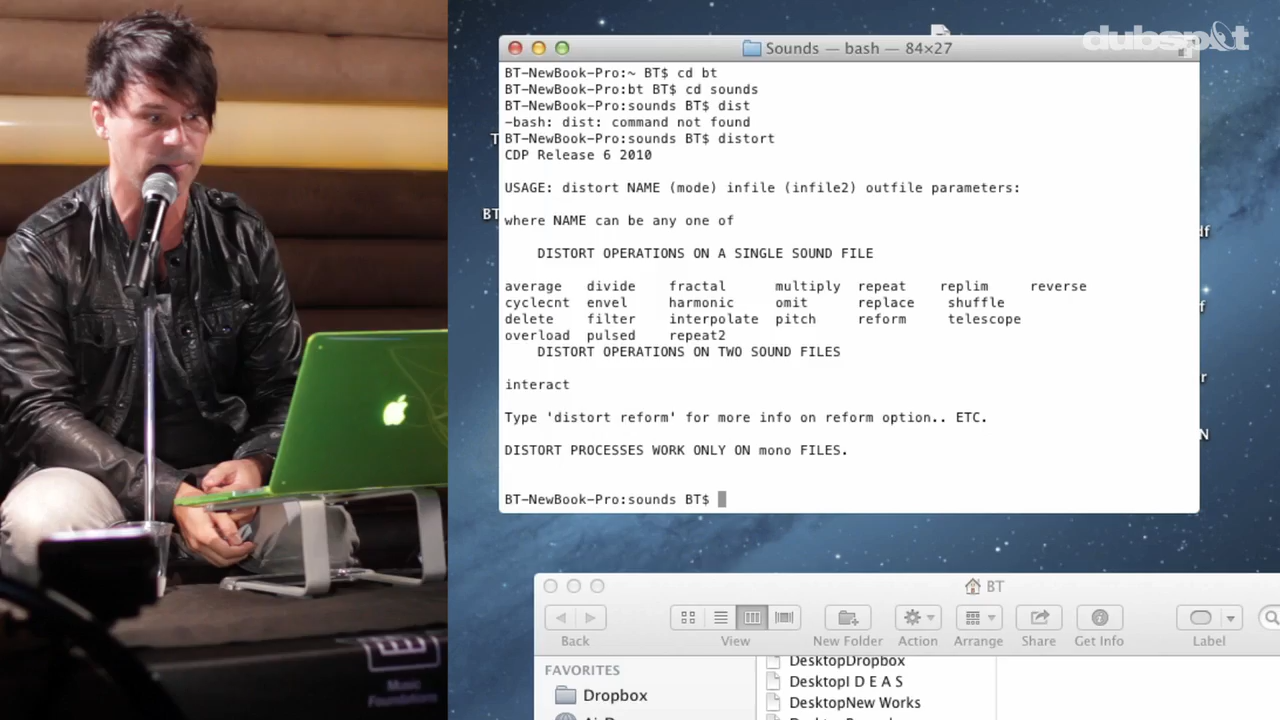 dubspot
Sounds — bash — 84×27
BT-NewBook-Pro:~ BT$ cd bt
BT-NewBook-Pro:bt BT$ cd sounds
BT-NewBook-Pro:sounds BT$ dist
-bash: dist: command not found
BT-NewBook-Pro:sounds BT$ distort
CDP Release 6 2010
USAGE: distort NAME (mode) infile (infile2) outfile parameters:
where NAME can be any one of
DISTORT OPERATIONS ON A SINGLE SOUND FILE
average divide fractal multiply repeat replim reverse
cyclecnt envel harmonic omit replace shuffle
delete filter interpolate pitch reform telescope
overload pulsed repeat2
DISTORT OPERATIONS ON TWO SOUND FILES
interact
Type 'distort reform' for more info on reform option.. ETC.
DISTORT PROCESSES WORK ONLY ON mono FILES.
BT-NewBook-Pro:sounds BT$
BT
BT
Back View New Folder Action Arrange Share Get Info Label
FAVORITES
Dropbox
DesktopDropbox
DesktopI D E A S
DesktopNew Works
Music
Foundations